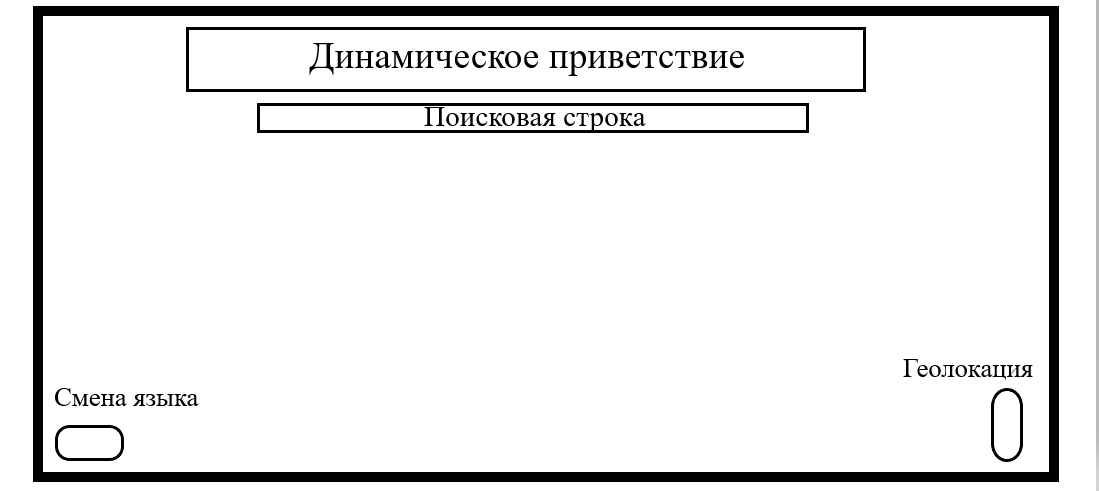 Динамическое приветствие
Поисковая строка
Геолокация
Смена языка